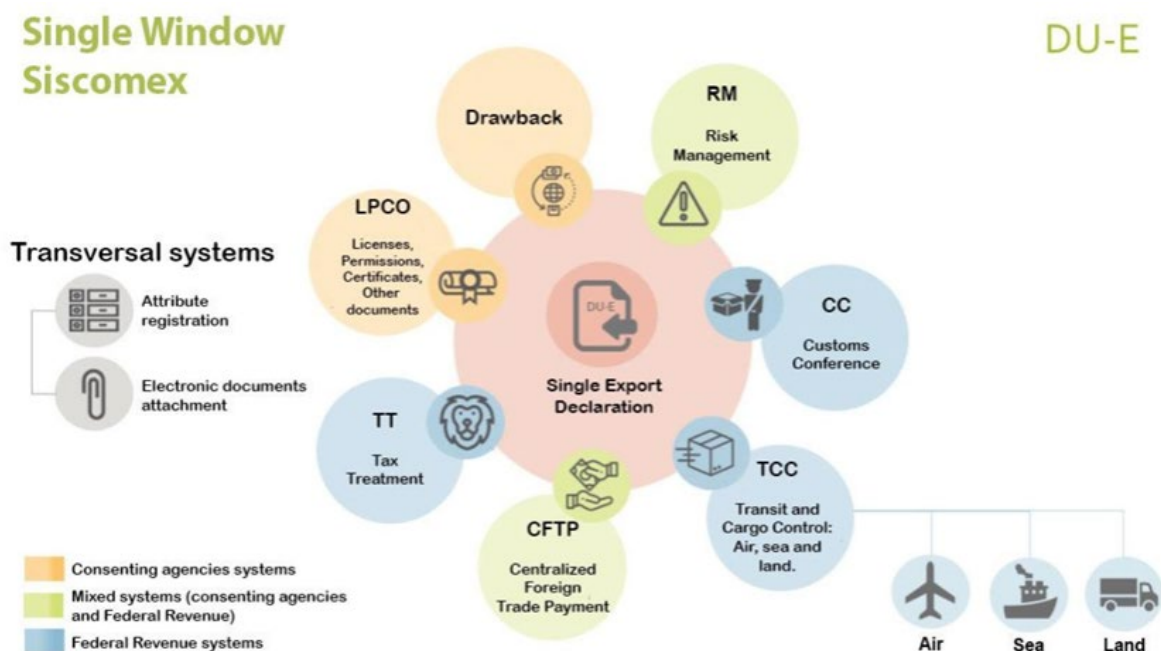 Single Window
Siscomex
DU-E
Drawback
RM
Risk
Management
LPCO
Licenses,
Permissions,
Certificates,
Other
documents
Transversal systems
Attribute
registration
Electronic documents
attachment
DU-E
Single Export
Declaration
CC
Customs
Conference
TT
Tax
Treatment
TCC
Transit and
Cargo Control:
Air, sea and
land.
CFTP
Centralized
Foreign
Trade Payment
Consenting agencies systems
Mixed systems (consenting agencies
and Federal Revenue)
Federal Revenue systems
Air
Sea
Land